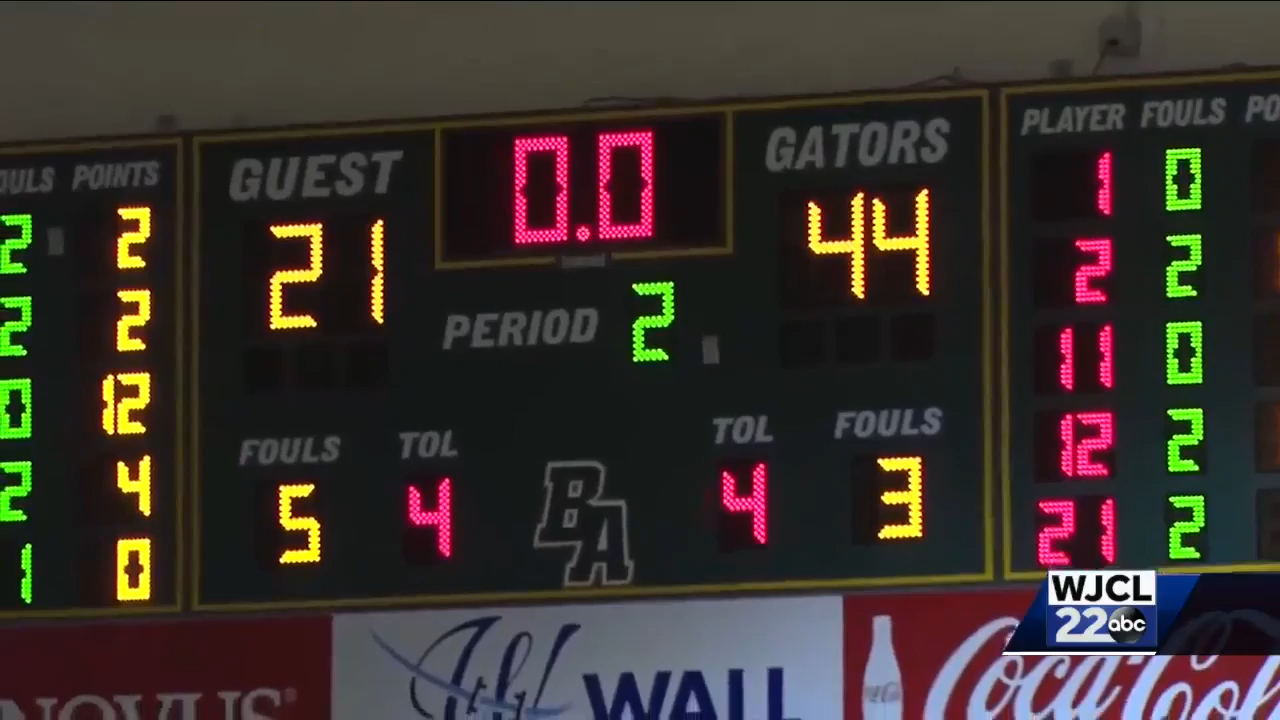 GUEST 0.0 GATORS
21 44
PERIOD 2
FOULS TOL TOL FOULS
5 4 4 3
BA
POINTS
2 2
2 2
0 12
2 4
1 0
PLAYER FOULS
1 0
2 2
11 0
12 2
21 2
WJCL
22 abc
NOVUS
WALL
Coca-Cola